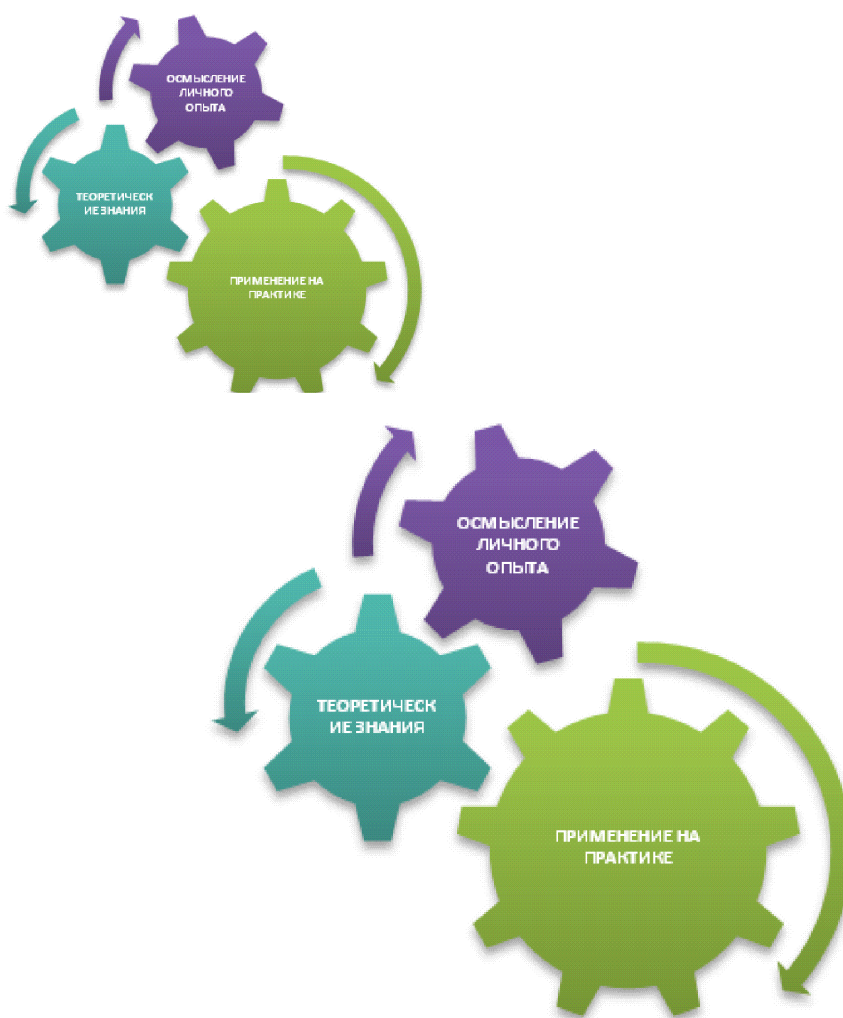 ОСМЫСЛЕНИЕ
ЛИЧНОГО
ОПЫТА
ТЕОРЕТИЧЕСК
ИЕ ЗНАНИЯ
ПРИМЕНЕНИЕ НА
ПРАКТИКЕ
ОСМЫСЛЕНИЕ
ЛИЧНОГО
ОПЫТА
ТЕОРЕТИЧЕСК
ИЕ ЗНАНИЯ
ПРИМЕНЕНИЕ НА
ПРАКТИКЕ